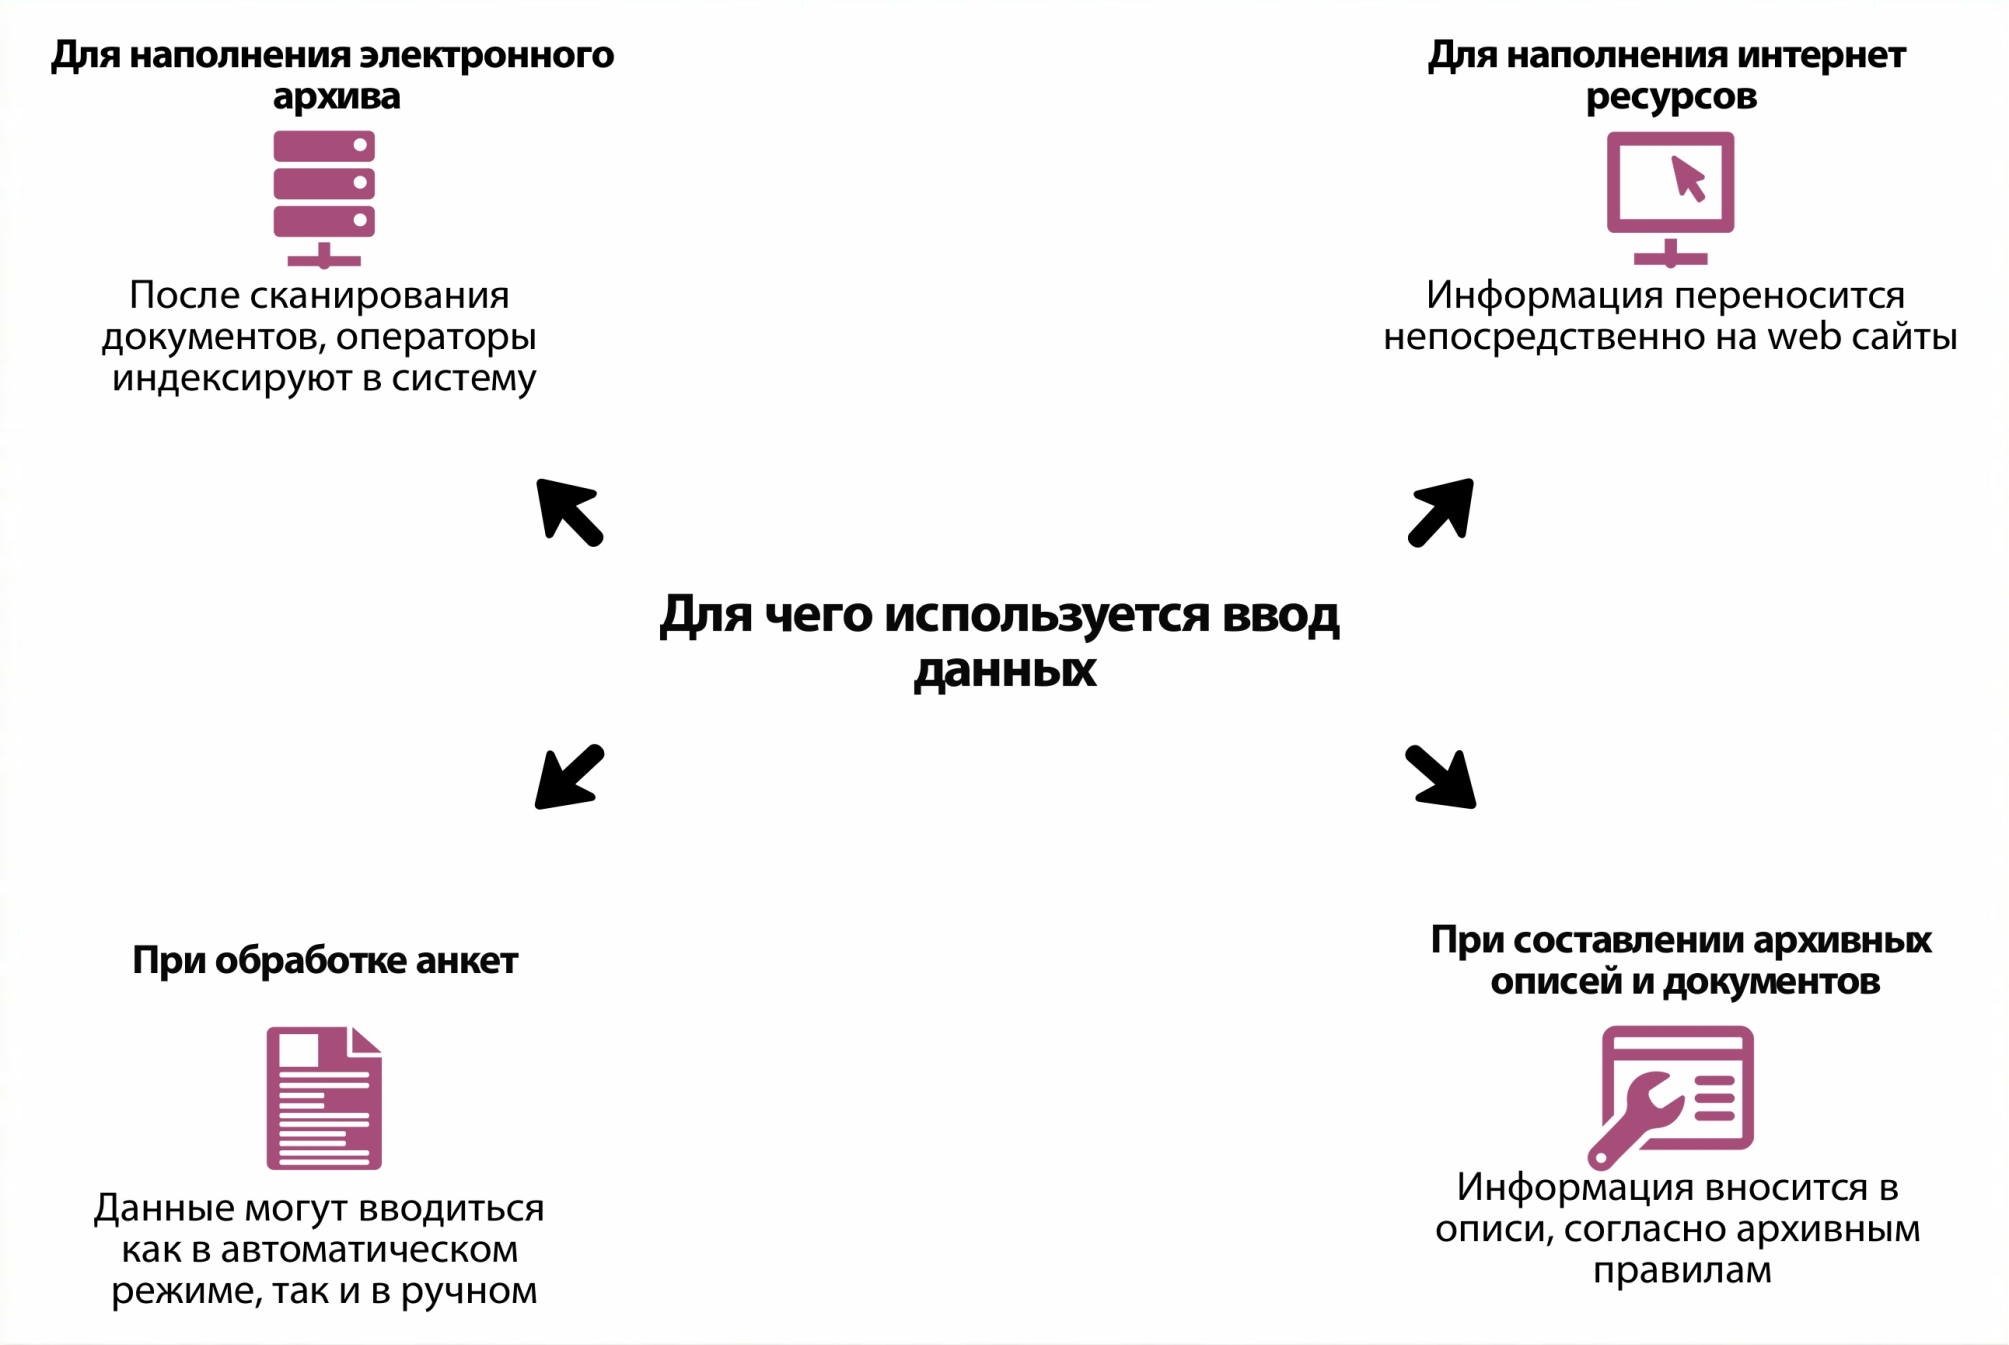 Для наполнения электронного
архива
После сканирования
документов, операторы
индексируют в систему
Для наполнения интернет
ресурсов
Информация переносится
непосредственно на web сайты
Для чего используется ввод
данных
При обработке анкет
Данные могут вводиться
как в автоматическом
режиме, так и в ручном
При составлении архивных
описей и документов
Информация вносится в
описи, согласно архивным
правилам